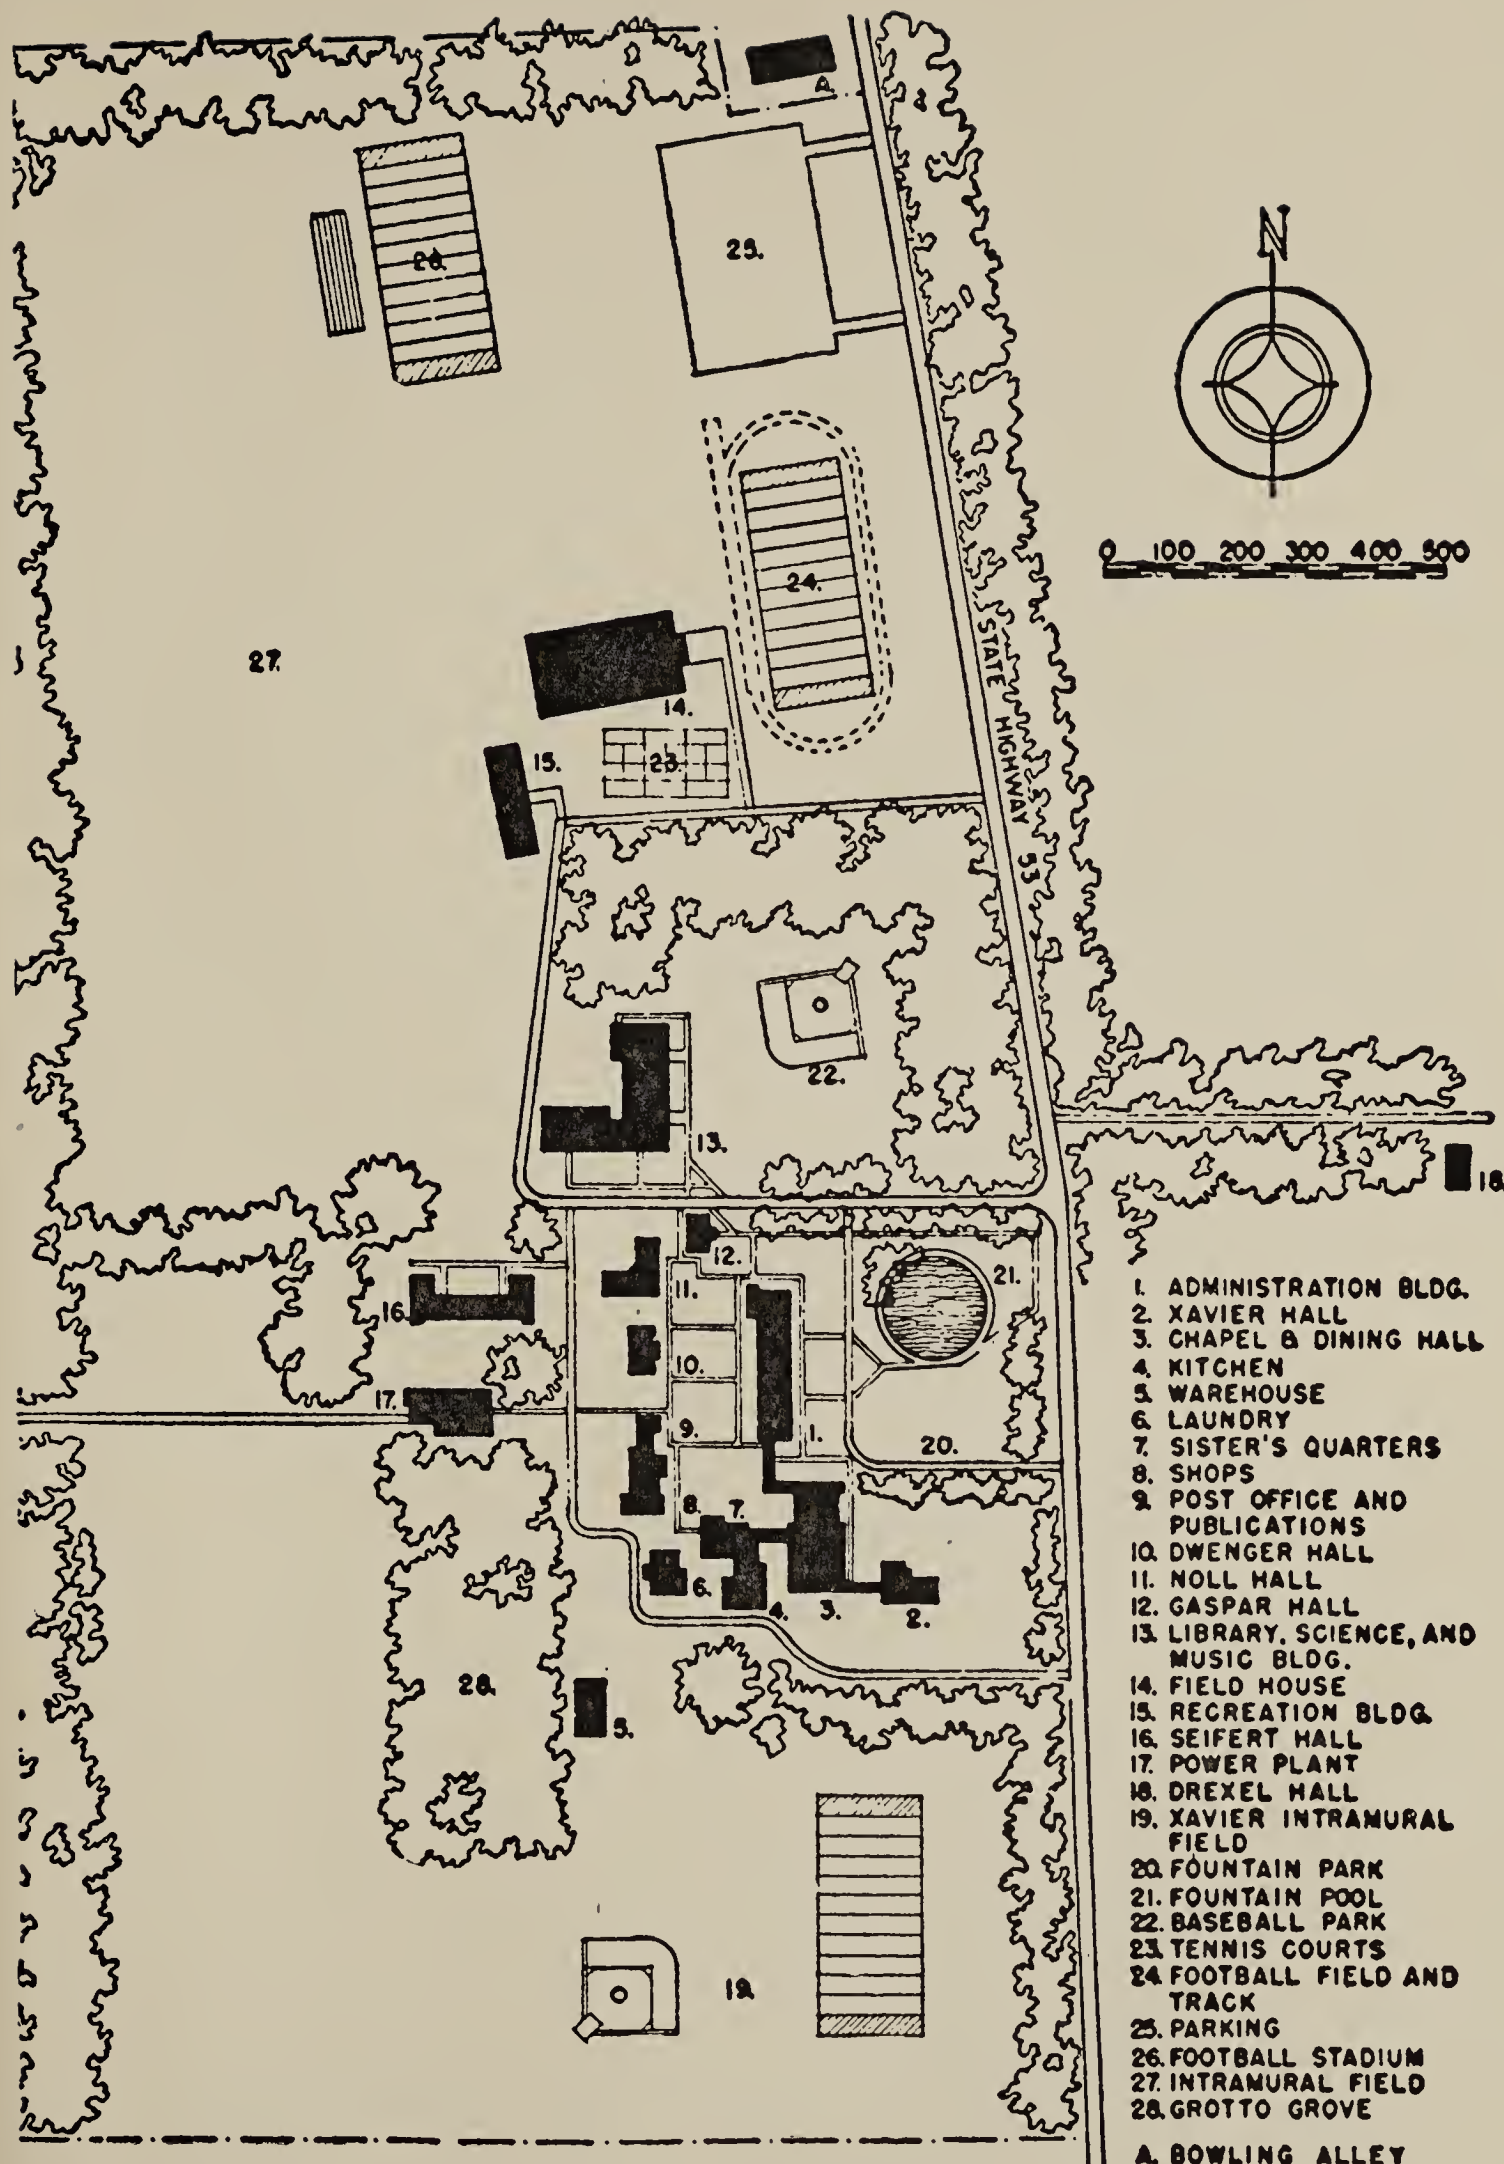 A
N
26.
25.
0 100 200 300 400 500
24.
STATE HIGHWAY 53
27.
14.
15.
23.
22.
13.
18.
12.
21.
11.
16.
10.
17.
9.
1.
20.
8.
7.
6.
4.
3.
2.
28.
5.
19.
1. ADMINISTRATION BLDG.
2. XAVIER HALL
3. CHAPEL & DINING HALL
4. KITCHEN
5. WAREHOUSE
6. LAUNDRY
7. SISTER'S QUARTERS
8. SHOPS
9. POST OFFICE AND
PUBLICATIONS
10. DWENGER HALL
11. NOLL HALL
12. GASPAR HALL
13. LIBRARY, SCIENCE, AND
MUSIC BLDG.
14. FIELD HOUSE
15. RECREATION BLDG.
16. SEIFERT HALL
17. POWER PLANT
18. DREXEL HALL
19. XAVIER INTRAMURAL
FIELD
20. FOUNTAIN PARK
21. FOUNTAIN POOL
22. BASEBALL PARK
23. TENNIS COURTS
24. FOOTBALL FIELD AND
TRACK
25. PARKING
26. FOOTBALL STADIUM
27. INTRAMURAL FIELD
28. GROTTO GROVE
A. BOWLING ALLEY